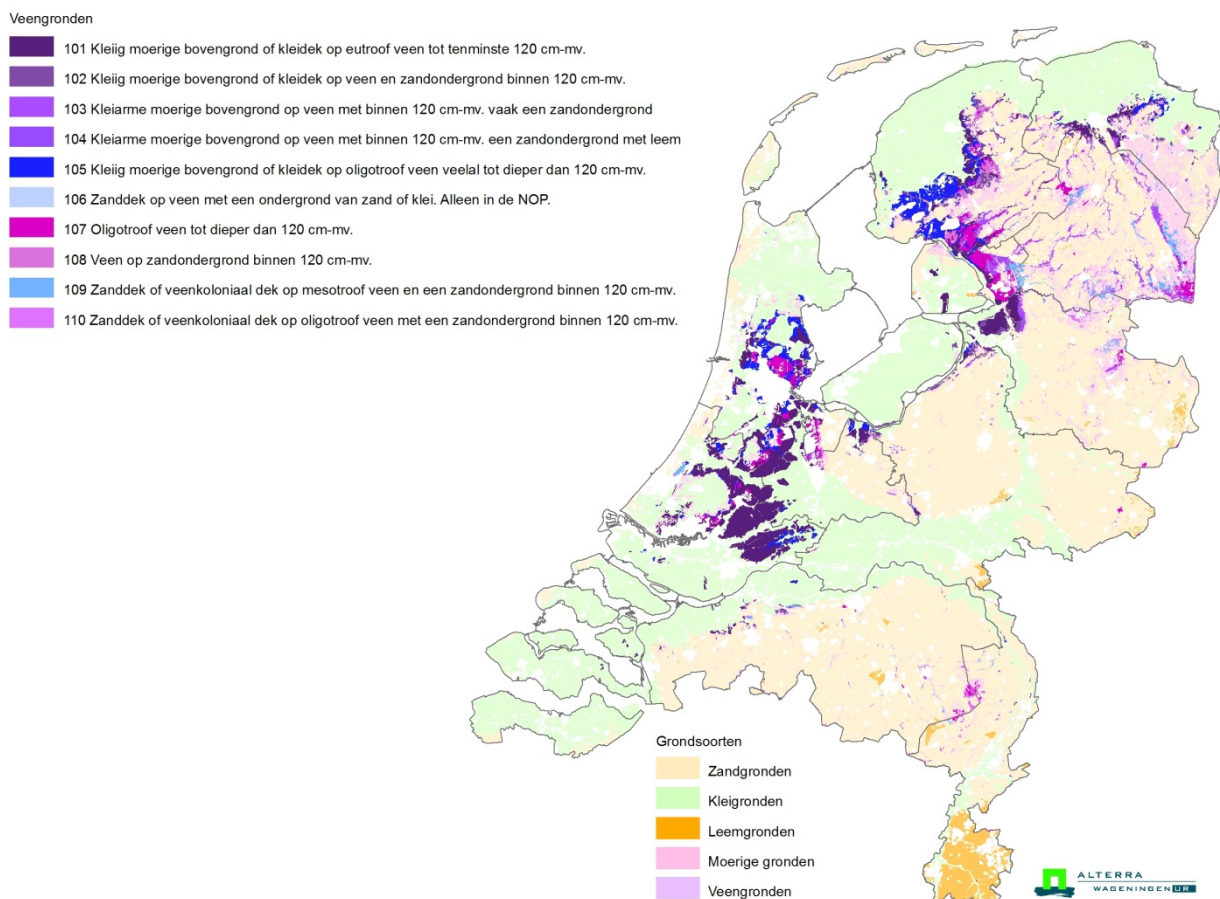 Veengronden
101 Kleiig moerige bovengrond of kleidek op eutroof veen tot tenminste 120 cm-mv.
102 Kleiig moerige bovengrond of kleidek op veen en zandondergrond binnen 120 cm-mv.
103 Kleiarme moerige bovengrond op veen met binnen 120 cm-mv. vaak een zandondergrond
104 Kleiarme moerige bovengrond op veen met binnen 120 cm-mv. een zandondergrond met leem
105 Kleiig moerige bovengrond of kleidek op oligotroof veen veelal tot dieper dan 120 cm-mv.
106 Zanddek op veen met een ondergrond van zand of klei. Alleen in de NOP.
107 Oligotroof veen tot dieper dan 120 cm-mv.
108 Veen op zandondergrond binnen 120 cm-mv.
109 Zanddek of veenkoloniaal dek op mesotroof veen en een zandondergrond binnen 120 cm-mv.
110 Zanddek of veenkoloniaal dek op oligotroof veen met een zandondergrond binnen 120 cm-mv.
Grondsoorten
Zandgronden
Kleigronden
Leemgronden
Moerige gronden
Veengronden
ALTERRA
WAGENINGEN UR